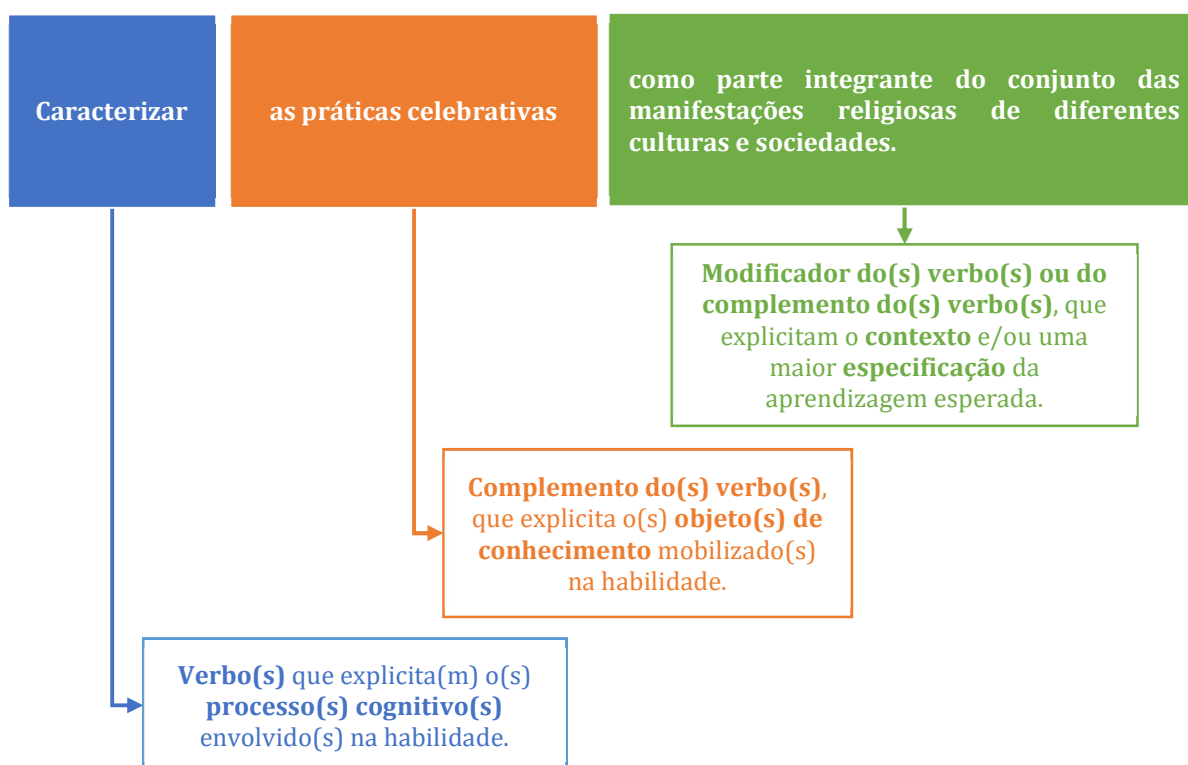 Caracterizar
as práticas celebrativas
como parte integrante do conjunto das
manifestações religiosas de diferentes
culturas e sociedades.
Modificador do(s) verbo(s) ou do
complemento do(s) verbo(s), que
explicitam o contexto e/ou uma
maior especificação da
aprendizagem esperada.
Complemento do(s) verbo(s),
que explicita o(s) objeto(s) de
conhecimento mobilizado(s)
na habilidade.
Verbo(s) que explicita(m) o(s)
processo(s) cognitivo(s)
envolvido(s) na habilidade.